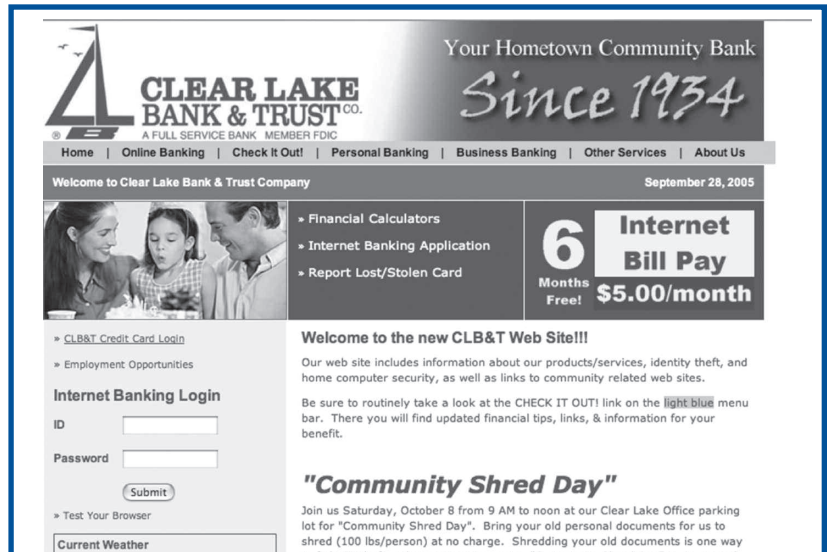 Your Hometown Community Bank
Since 1934
CLEAR LAKE
BANK & TRUST CO.
® A FULL SERVICE BANK MEMBER FDIC
Home | Online Banking | Check It Out! | Personal Banking | Business Banking | Other Services | About Us
Welcome to Clear Lake Bank & Trust Company September 28, 2005
» Financial Calculators
» Internet Banking Application
» Report Lost/Stolen Card
6
Months
Free!
Internet
Bill Pay
$5.00/month
» CLB&T Credit Card Login
» Employment Opportunities
Internet Banking Login
ID
Password
Submit
» Test Your Browser
Current Weather
Welcome to the new CLB&T Web Site!!!
Our web site includes information about our products/services, identity theft, and
home computer security, as well as links to community related web sites.
Be sure to routinely take a look at the CHECK IT OUT! link on the light blue menu
bar. There you will find updated financial tips, links, & information for your
benefit.
"Community Shred Day"
Join us Saturday, October 8 from 9 AM to noon at our Clear Lake Office parking
lot for "Community Shred Day". Bring your old personal documents for us to
shred (100 lbs/person) at no charge. Shredding your old documents is one way